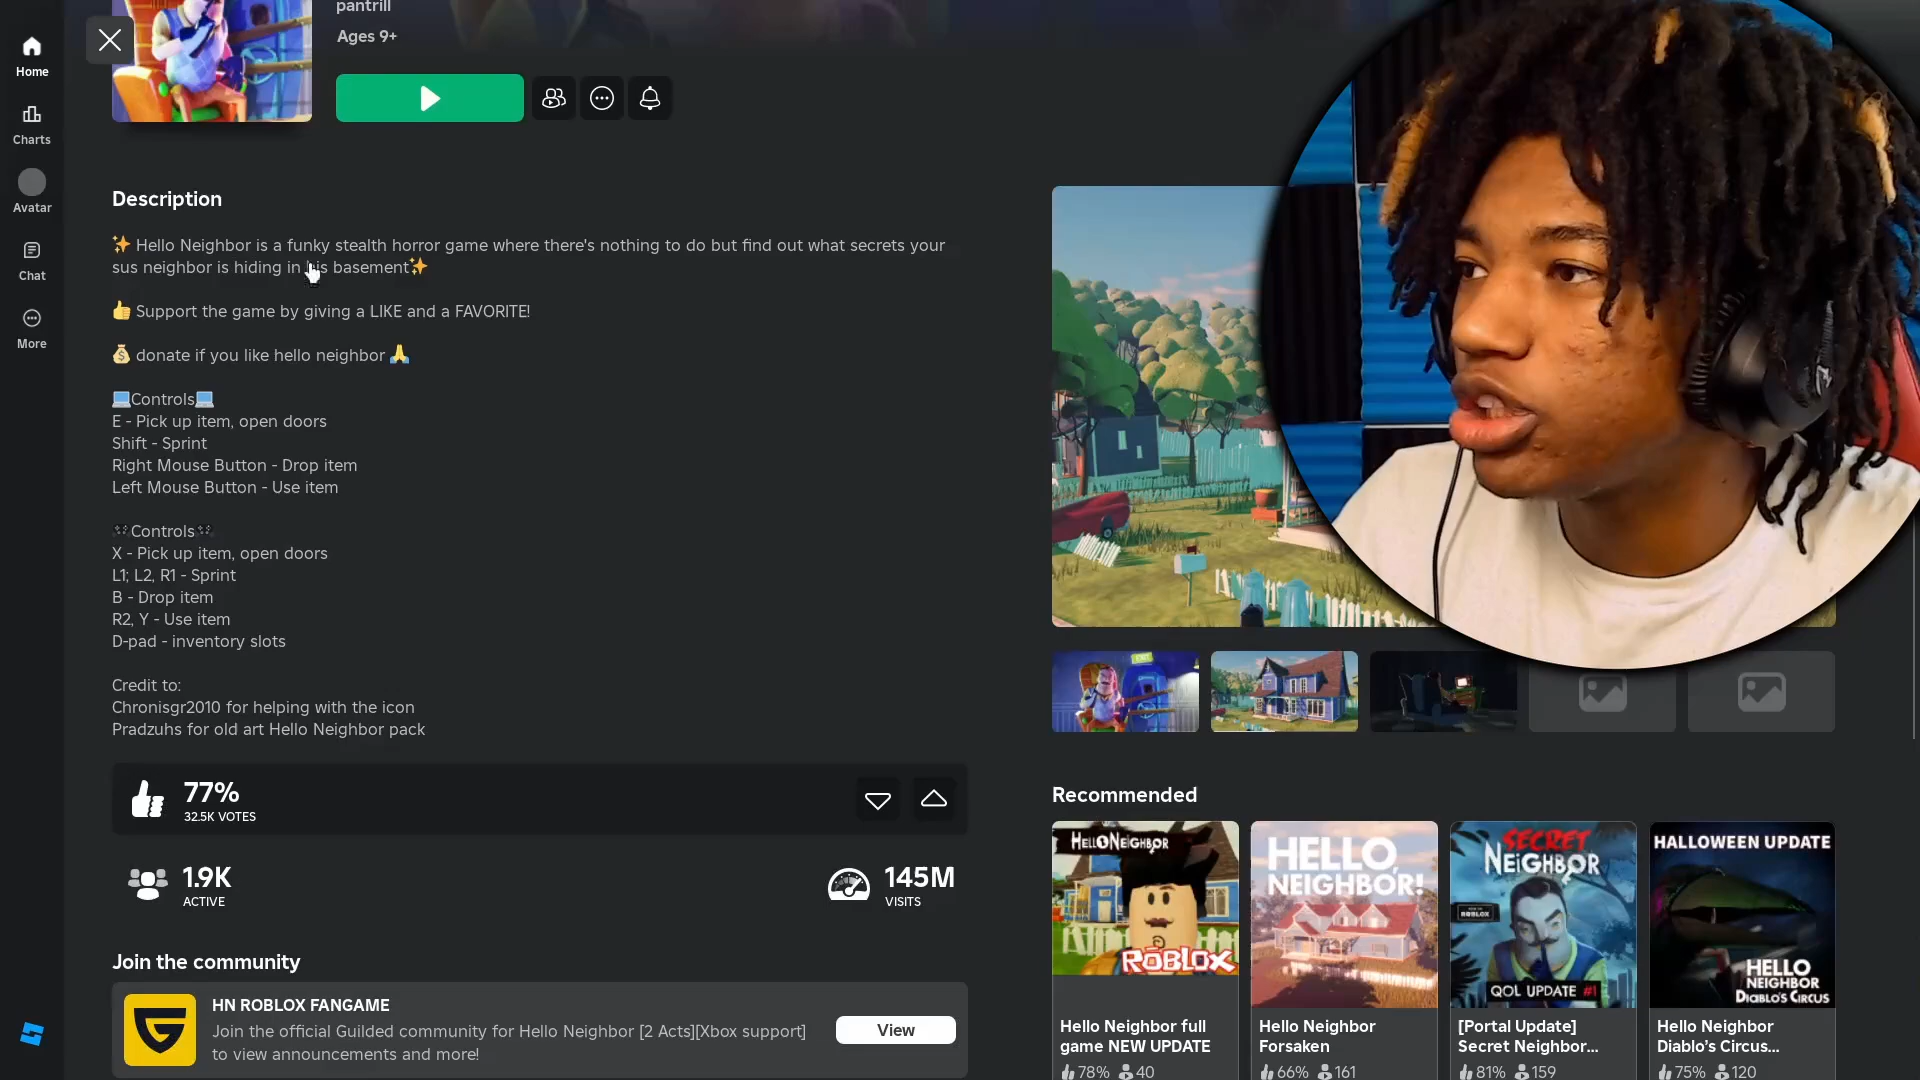 pantrill
Ages 9+
Home
Charts
Avatar
Chat
More
Description
✨ Hello Neighbor is a funky stealth horror game where there's nothing to do but find out what secrets your
sus neighbor is hiding in his basement✨
👍 Support the game by giving a LIKE and a FAVORITE!
💰 donate if you like hello neighbor 🙏
💻Controls💻
E - Pick up item, open doors
Shift - Sprint
Right Mouse Button - Drop item
Left Mouse Button - Use item
🎮Controls🎮
X - Pick up item, open doors
L1; L2, R1 - Sprint
B - Drop item
R2, Y - Use item
D-pad - inventory slots
Credit to:
Chronisgr2010 for helping with the icon
Pradzuhs for old art Hello Neighbor pack
77%
32.5K VOTES
1.9K
ACTIVE
145M
VISITS
Join the community
HN ROBLOX FANGAME
Join the official Guilded community for Hello Neighbor [2 Acts][Xbox support]
to view announcements and more!
View
EXIT
Recommended
HELLO NEIGHBOR
ROBLOX
Hello Neighbor full
game NEW UPDATE
78% 40
HELLO,
NEIGHBOR!
Hello Neighbor
Forsaken
66% 161
SECRET
NEIGHBOR
ROBLOX
QOL UPDATE #1
[Portal Update]
Secret Neighbor...
81% 159
HALLOWEEN UPDATE
HELLO
NEIGHBOR
DIABLO'S CIRCUS
Hello Neighbor
Diablo's Circus...
75% 120